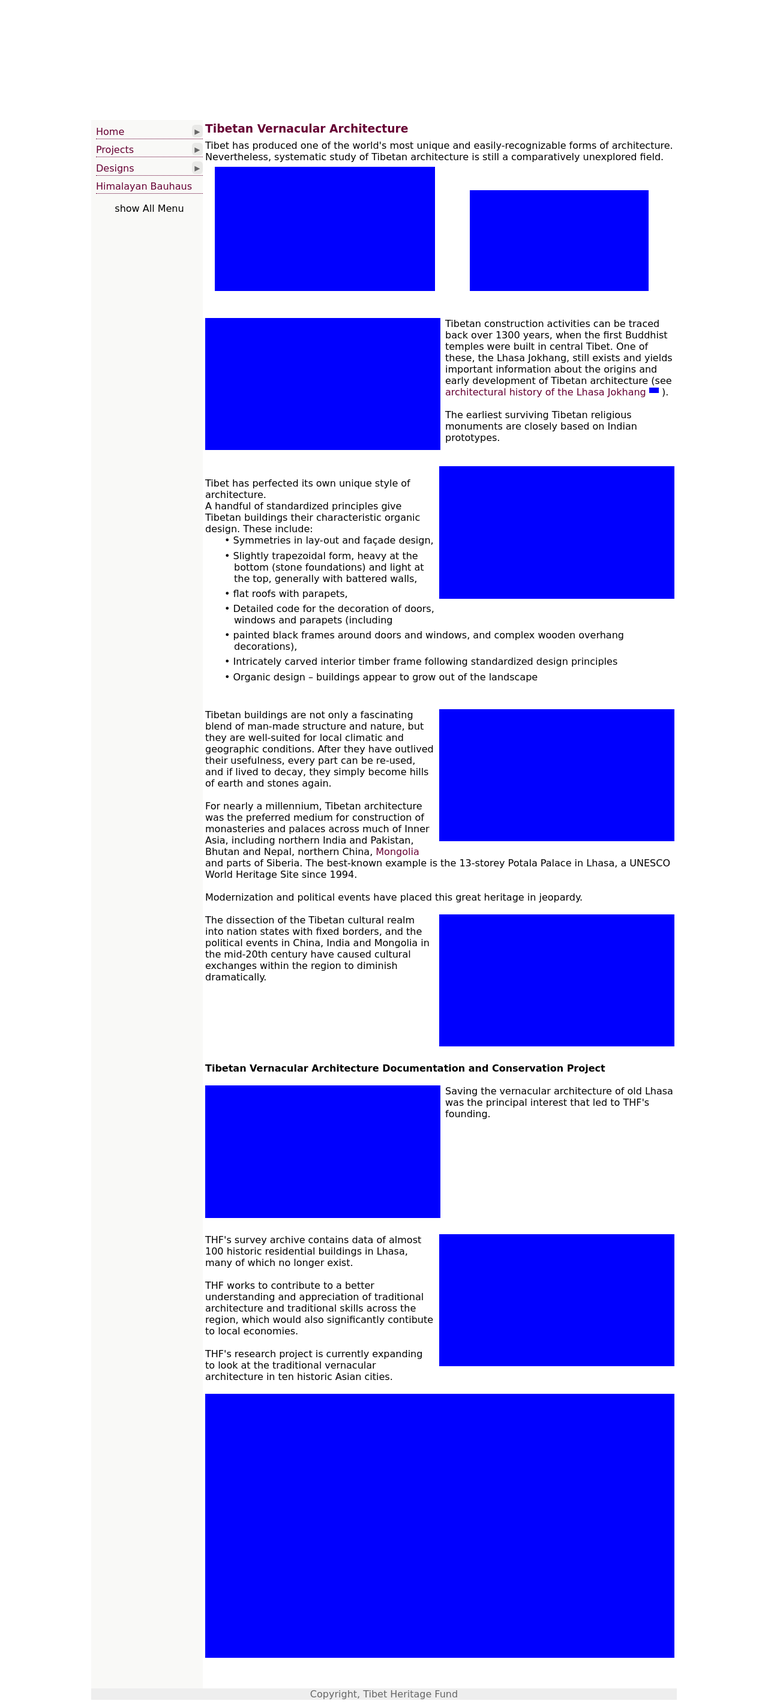 Home
Projects
Designs
Himalayan Bauhaus
show All Menu
Tibetan Vernacular Architecture
Tibet has produced one of the world's most unique and easily-recognizable forms of architecture.
Nevertheless, systematic study of Tibetan architecture is still a comparatively unexplored field.
Tibetan construction activities can be traced
back over 1300 years, when the first Buddhist
temples were built in central Tibet. One of
these, the Lhasa Jokhang, still exists and yields
important information about the origins and
early development of Tibetan architecture (see
architectural history of the Lhasa Jokhang ).
The earliest surviving Tibetan religious
monuments are closely based on Indian
prototypes.
Tibet has perfected its own unique style of
architecture.
A handful of standardized principles give
Tibetan buildings their characteristic organic
design. These include:
• Symmetries in lay-out and façade design,
• Slightly trapezoidal form, heavy at the
bottom (stone foundations) and light at
the top, generally with battered walls,
• flat roofs with parapets,
• Detailed code for the decoration of doors,
windows and parapets (including
• painted black frames around doors and windows, and complex wooden overhang
decorations),
• Intricately carved interior timber frame following standardized design principles
• Organic design – buildings appear to grow out of the landscape
Tibetan buildings are not only a fascinating
blend of man-made structure and nature, but
they are well-suited for local climatic and
geographic conditions. After they have outlived
their usefulness, every part can be re-used,
and if lived to decay, they simply become hills
of earth and stones again.
For nearly a millennium, Tibetan architecture
was the preferred medium for construction of
monasteries and palaces across much of Inner
Asia, including northern India and Pakistan,
Bhutan and Nepal, northern China, Mongolia
and parts of Siberia. The best-known example is the 13-storey Potala Palace in Lhasa, a UNESCO
World Heritage Site since 1994.
Modernization and political events have placed this great heritage in jeopardy.
The dissection of the Tibetan cultural realm
into nation states with fixed borders, and the
political events in China, India and Mongolia in
the mid-20th century have caused cultural
exchanges within the region to diminish
dramatically.
Tibetan Vernacular Architecture Documentation and Conservation Project
Saving the vernacular architecture of old Lhasa
was the principal interest that led to THF's
founding.
THF's survey archive contains data of almost
100 historic residential buildings in Lhasa,
many of which no longer exist.
THF works to contribute to a better
understanding and appreciation of traditional
architecture and traditional skills across the
region, which would also significantly contibute
to local economies.
THF's research project is currently expanding
to look at the traditional vernacular
architecture in ten historic Asian cities.
Copyright, Tibet Heritage Fund